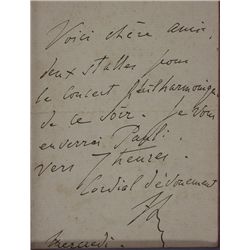 Voici chère amie,
deux stalles pour
le concert Philharmonique
de ce soir. Je vous
enverrai
vers 7 heures.
Cordial dévouement
Mercredi.